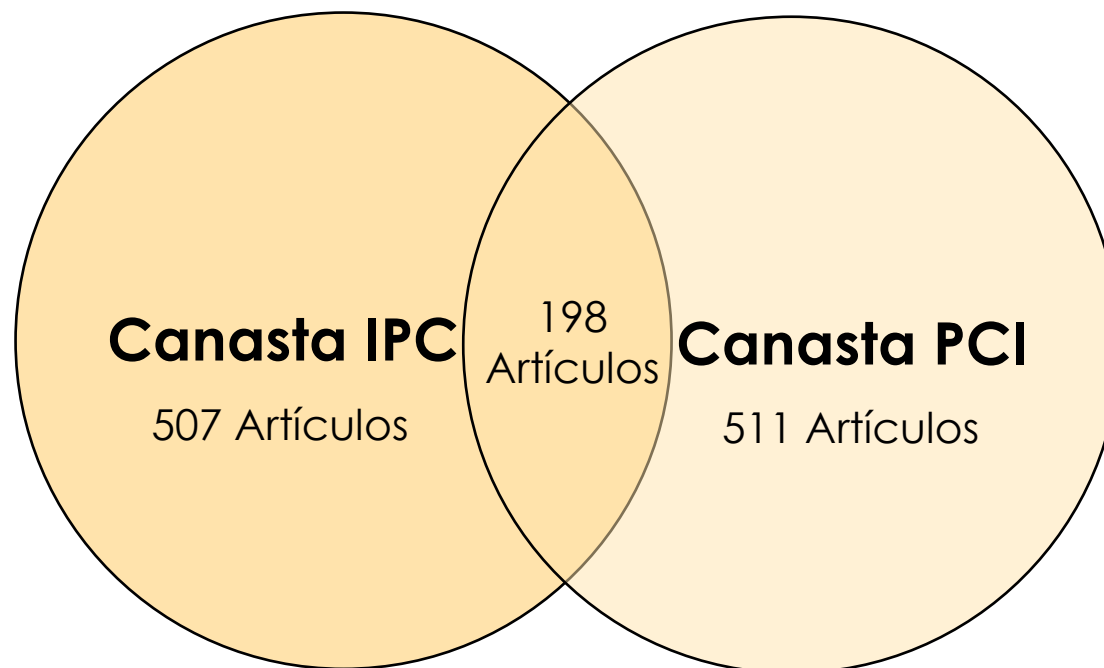 Canasta IPC
507 Artículos
198
Artículos
Canasta PCI
511 Artículos